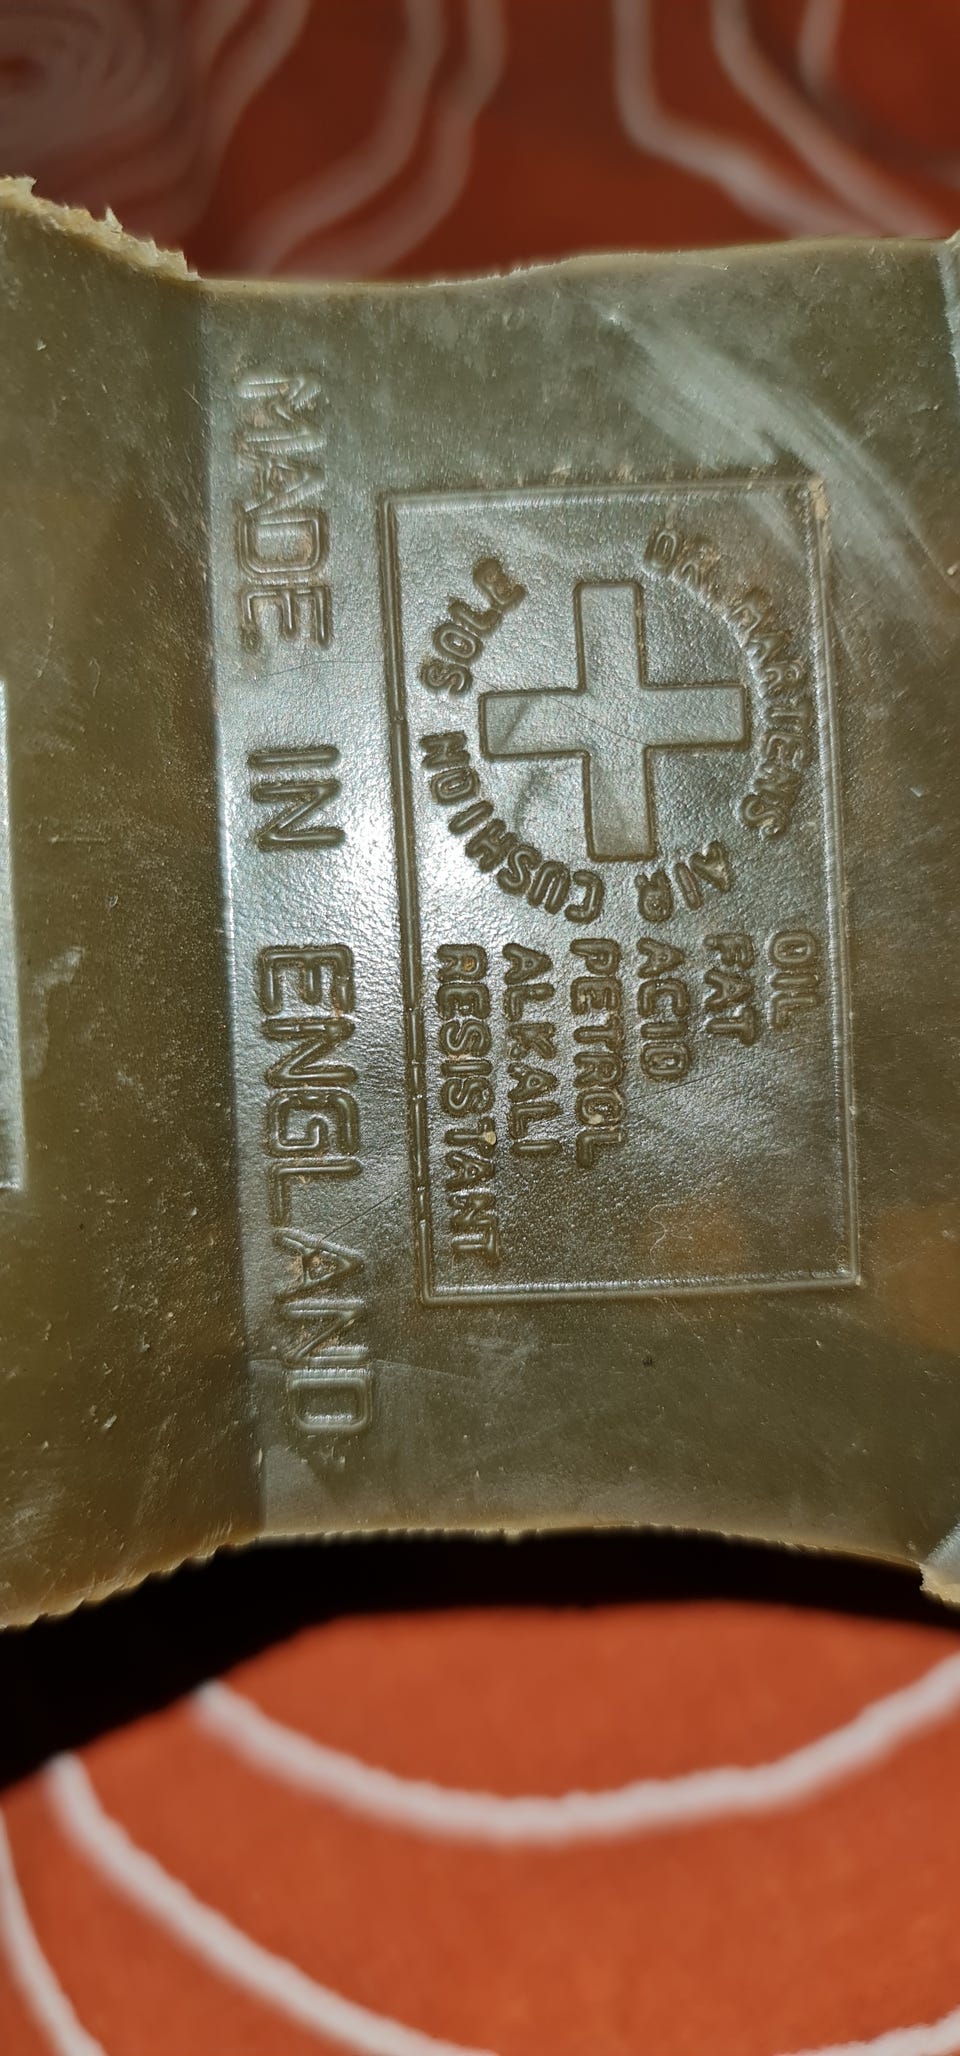 DR. MARTENS AIR CUSHION SOLE
OIL
FAT
ACID
PETROL
ALKALI
RESISTANT
MADE IN ENGLAND